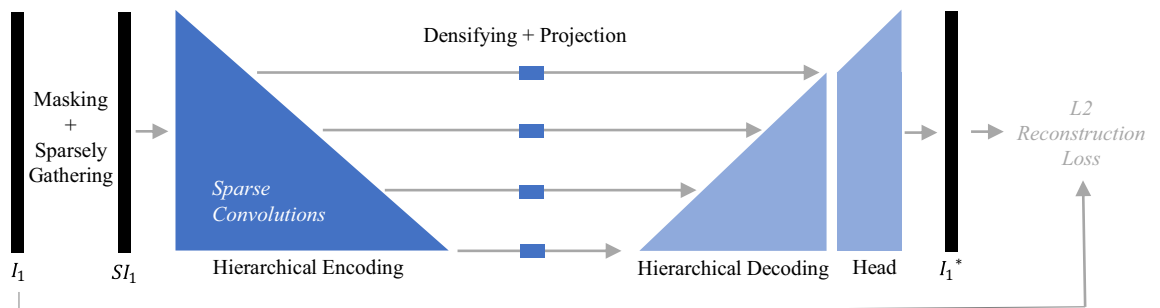 Densifying + Projection
Masking
+
Sparsely
Gathering
Sparse
Convolutions
L2
Reconstruction
Loss
I₁
SI₁
Hierarchical Encoding
Hierarchical Decoding
Head
I₁*